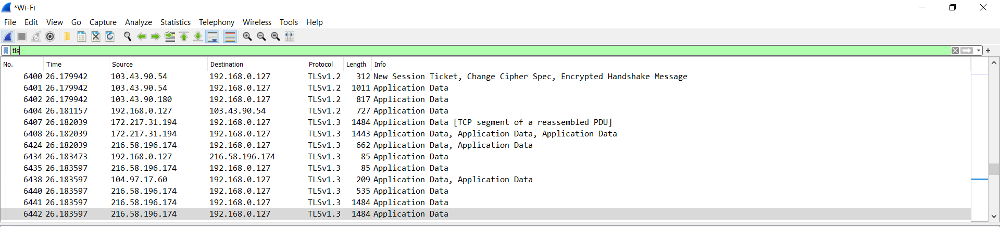 *Wi-Fi
File Edit View Go Capture Analyze Statistics Telephony Wireless Tools Help
tls
No. Time Source Destination Protocol Length Info
6400 26.179942 103.43.90.54 192.168.0.127 TLSv1.2 312 New Session Ticket, Change Cipher Spec, Encrypted Handshake Message
6401 26.179942 103.43.90.54 192.168.0.127 TLSv1.2 1011 Application Data
6402 26.179942 103.43.90.180 192.168.0.127 TLSv1.2 817 Application Data
6404 26.181157 192.168.0.127 103.43.90.54 TLSv1.2 727 Application Data
6407 26.182039 172.217.31.194 192.168.0.127 TLSv1.3 1484 Application Data [TCP segment of a reassembled PDU]
6408 26.182039 172.217.31.194 192.168.0.127 TLSv1.3 1443 Application Data, Application Data, Application Data
6424 26.182039 216.58.196.174 192.168.0.127 TLSv1.3 662 Application Data, Application Data
6434 26.183473 192.168.0.127 216.58.196.174 TLSv1.3 85 Application Data
6435 26.183597 216.58.196.174 192.168.0.127 TLSv1.3 85 Application Data
6438 26.183597 104.97.17.60 192.168.0.127 TLSv1.3 209 Application Data, Application Data
6440 26.183597 216.58.196.174 192.168.0.127 TLSv1.3 535 Application Data
6441 26.183597 216.58.196.174 192.168.0.127 TLSv1.3 1484 Application Data
6442 26.183597 216.58.196.174 192.168.0.127 TLSv1.3 1484 Application Data